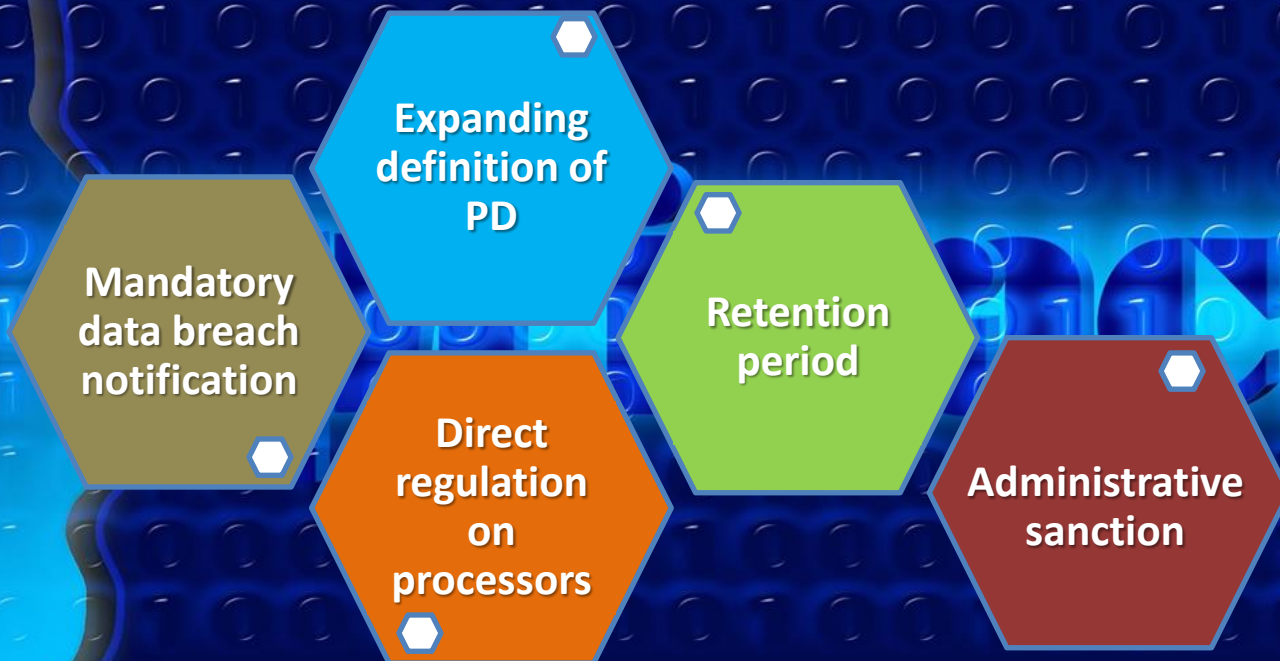 Expanding
definition of
PD
Mandatory
data breach
notification
Retention
period
Direct
regulation
on
processors
Administrative
sanction